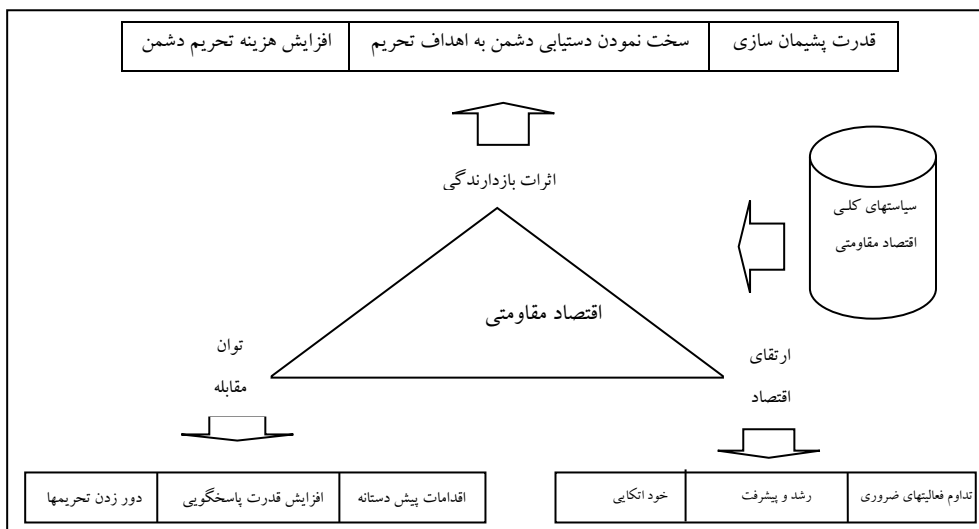 قدرت پشیمان سازی
سخت نمودن دستیابی دشمن به اهداف تحریم
افزایش هزینه تحریم دشمن
اثرات بازدارندگی
سیاستهای کلی
اقتصاد مقاومتی
اقتصاد مقاومتی
ارتقای
اقتصاد
توان
مقابله
تداوم فعالیتهای ضروری
رشد و پیشرفت
خود اتکایی
اقدامات پیش دستانه
افزایش قدرت پاسخگویی
دور زدن تحریمها